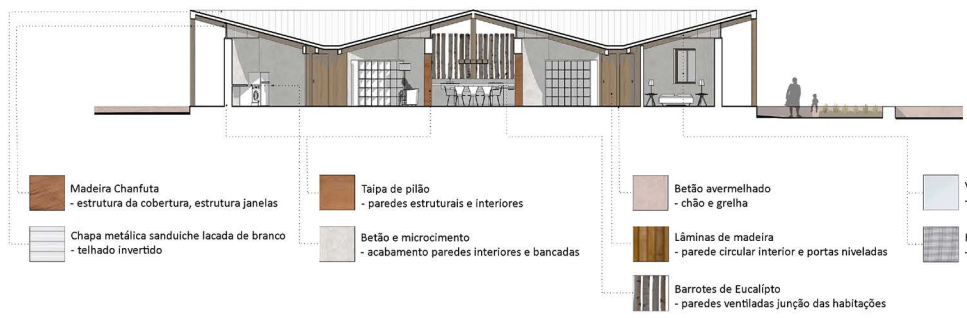 Madeira Chanfuta
- estrutura da cobertura, estrutura janelas
Chapa metálica sanduiche lacada de branco
- telhado invertido
Taipa de pilão
- paredes estruturais e interiores
Betão e microcimento
- acabamento paredes interiores e bancadas
Betão avermelhado
- chão e grelha
Lâminas de madeira
- parede circular interior e portas niveladas
Barrotes de Eucalípto
- paredes ventiladas junção das habitações